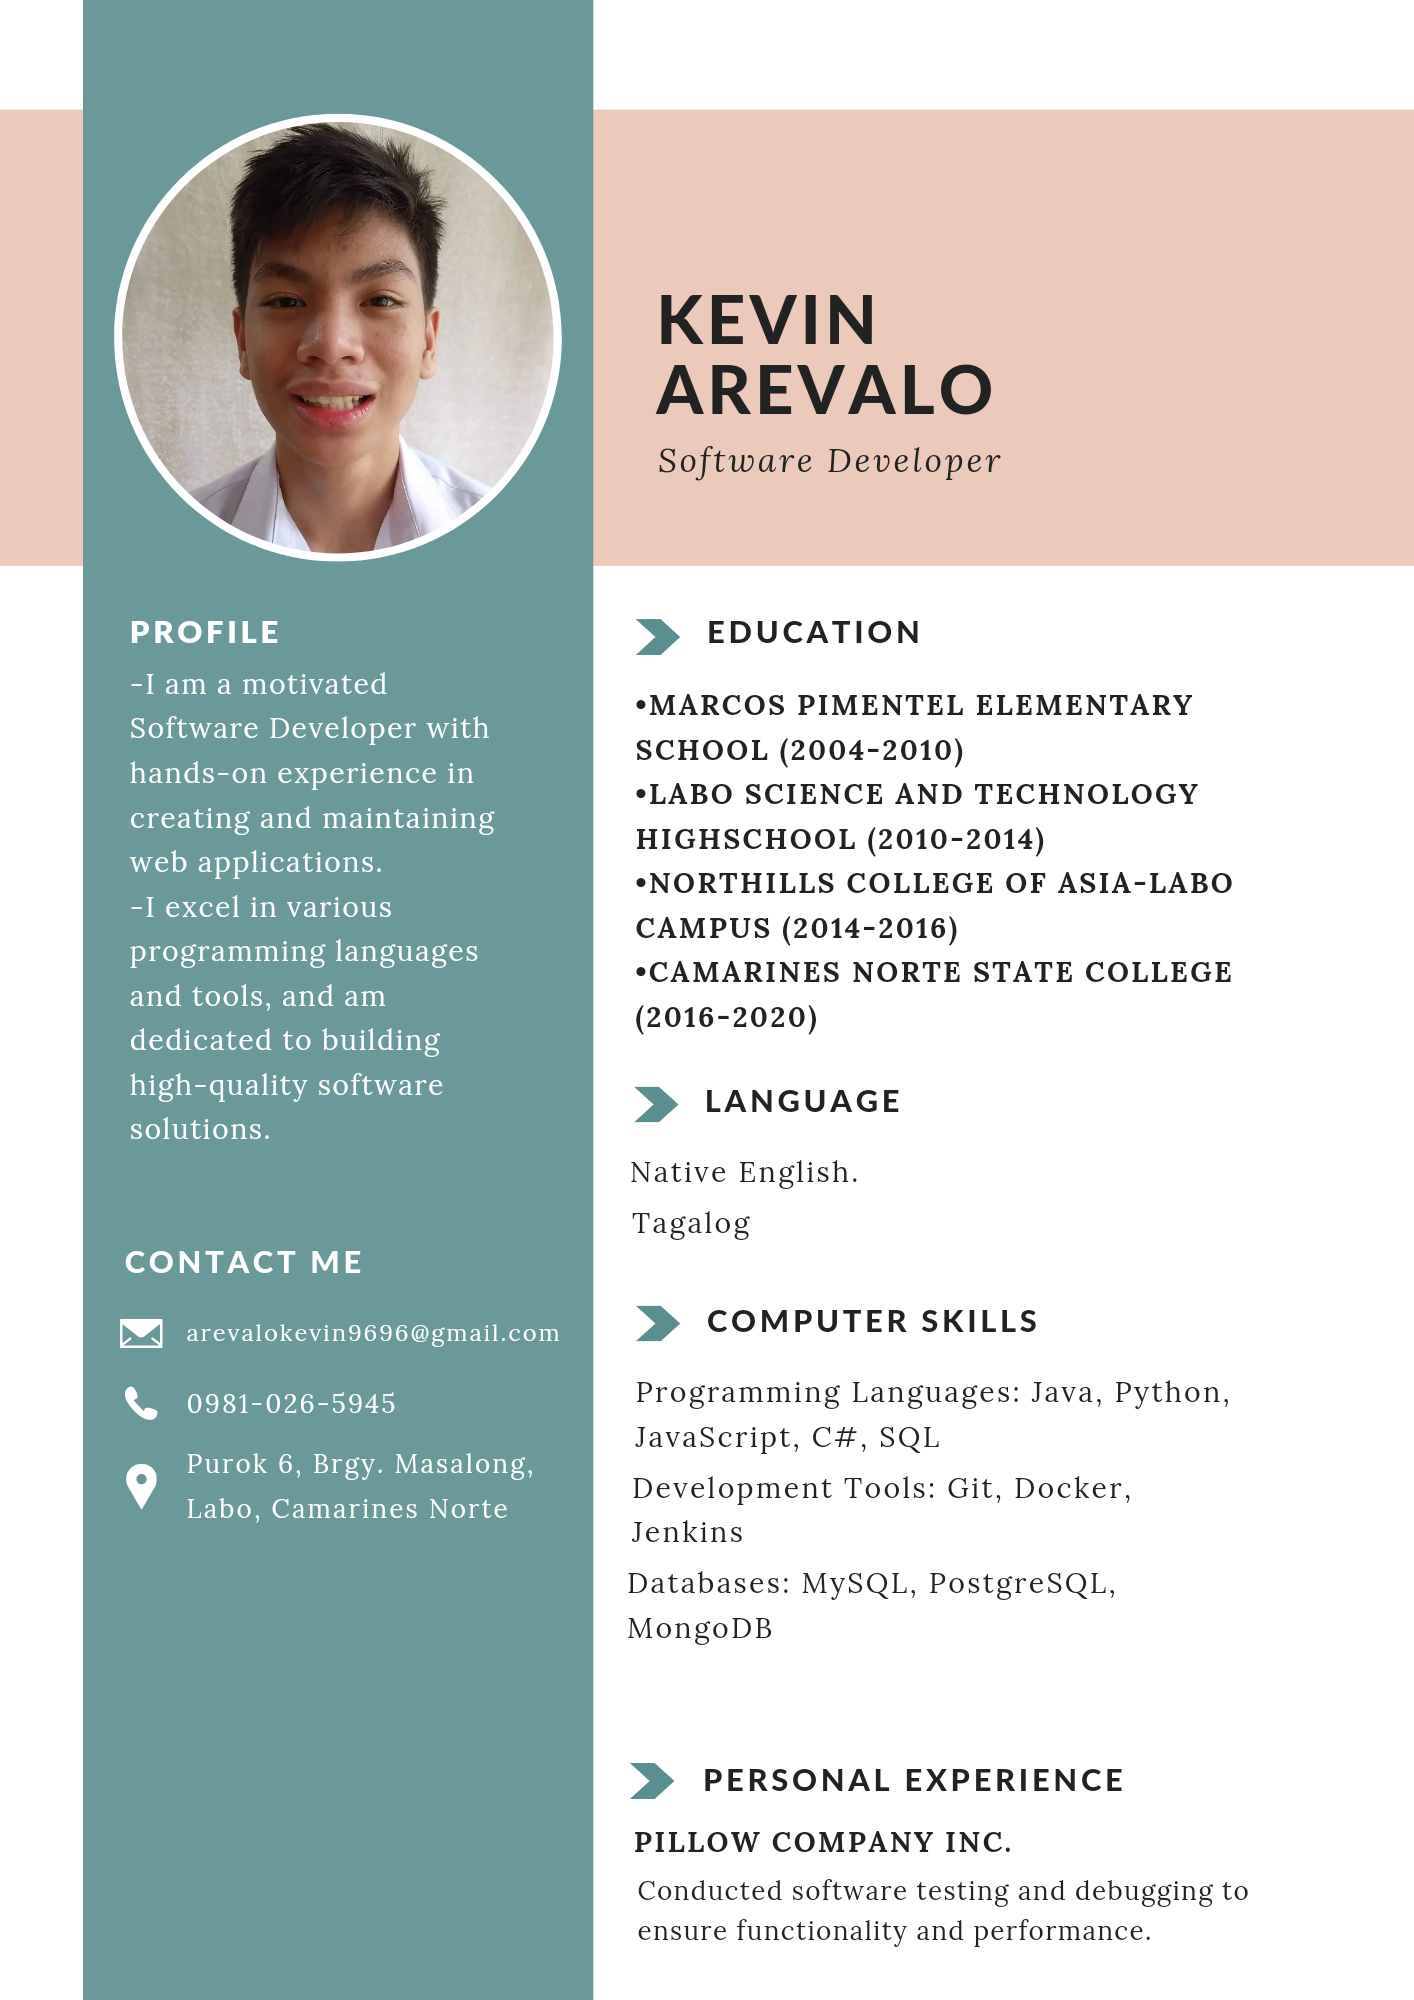 KEVIN
AREVALO
Software Developer
PROFILE
-I am a motivated
Software Developer with
hands-on experience in
creating and maintaining
web applications.
-I excel in various
programming languages
and tools, and am
dedicated to building
high-quality software
solutions.
CONTACT ME
arevalokevin9696@gmail.com
0981-026-5945
Purok 6, Brgy. Masalong,
Labo, Camarines Norte
EDUCATION
•MARCOS PIMENTEL ELEMENTARY
SCHOOL (2004-2010)
•LABO SCIENCE AND TECHNOLOGY
HIGHSCHOOL (2010-2014)
•NORTHILLS COLLEGE OF ASIA-LABO
CAMPUS (2014-2016)
•CAMARINES NORTE STATE COLLEGE
(2016-2020)
LANGUAGE
Native English.
Tagalog
COMPUTER SKILLS
Programming Languages: Java, Python,
JavaScript, C#, SQL
Development Tools: Git, Docker,
Jenkins
Databases: MySQL, PostgreSQL,
MongoDB
PERSONAL EXPERIENCE
PILLOW COMPANY INC.
Conducted software testing and debugging to
ensure functionality and performance.